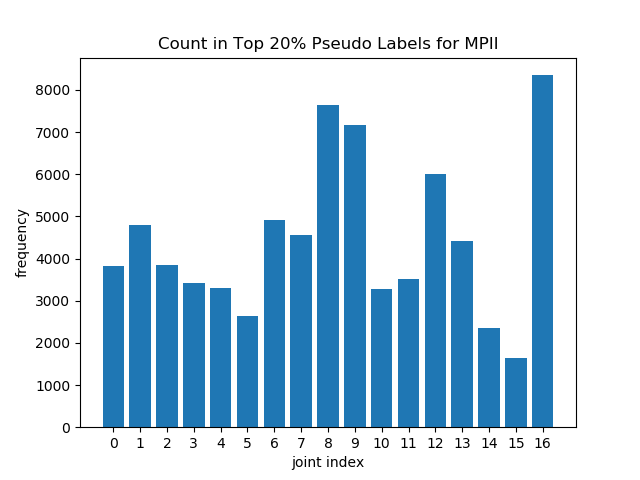 Count in Top 20% Pseudo Labels for MPII
8000
7000
6000
5000
4000
3000
2000
1000
0
frequency
0 1 2 3 4 5 6 7 8 9 10 11 12 13 14 15 16
joint index